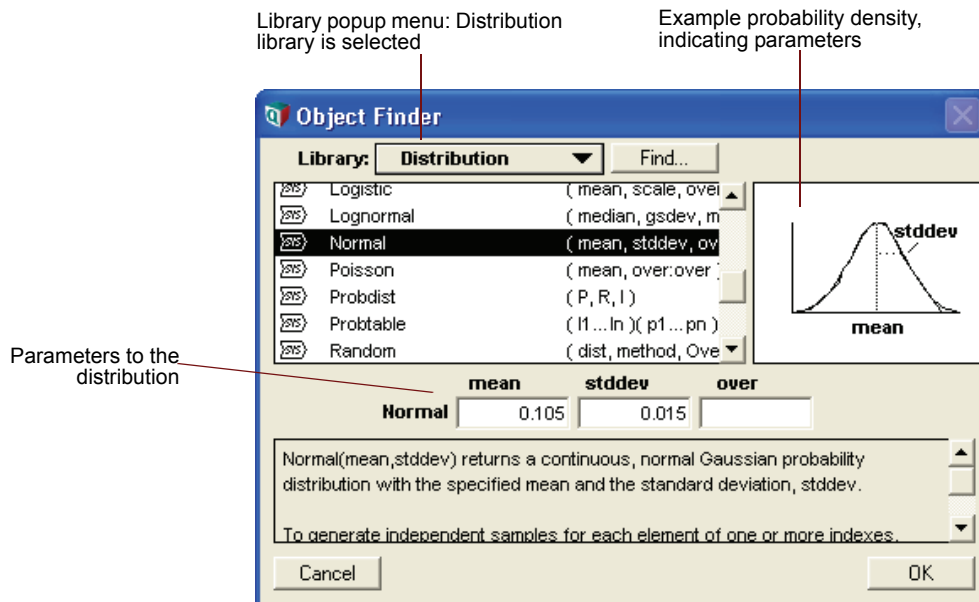 Library popup menu: Distribution
library is selected
Example probability density,
indicating parameters
Object Finder
Library: Distribution Find...
Logistic ( mean, scale, over
Lognormal ( median, gsdev, m
Normal ( mean, stddev, ov
Poisson ( mean, over:over )
Probdist ( P, R, I )
Probtable ( I1...In )( p1...pn )
Random ( dist, method, Ove
stddev
mean
Parameters to the
distribution
mean stddev over
Normal 0.105 0.015
Normal(mean,stddev) returns a continuous, normal Gaussian probability
distribution with the specified mean and the standard deviation, stddev.
To generate independent samples for each element of one or more indexes,
Cancel OK